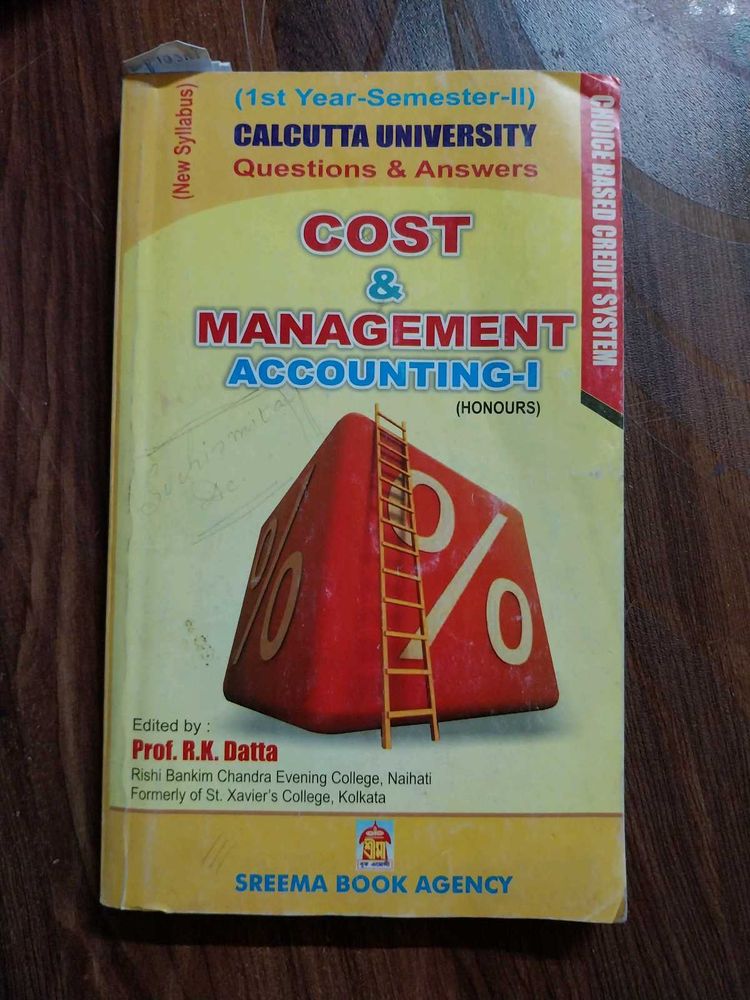 (New Syllabus)
(1st Year-Semester-II)
CALCUTTA UNIVERSITY
Questions & Answers
CHOICE BASED CREDIT SYSTEM
COST
&
MANAGEMENT
ACCOUNTING-I
(HONOURS)
%
%
Edited by :
Prof. R.K. Datta
Rishi Bankim Chandra Evening College, Naihati
Formerly of St. Xavier's College, Kolkata
শ্রীমা
বুক এজেন্সী
SREEMA BOOK AGENCY